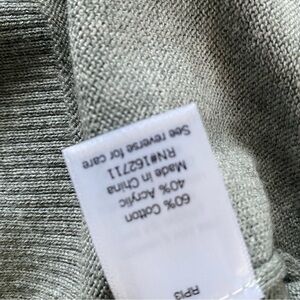 60% Cotton
40% Acrylic
Made in China
RN#162711
See reverse for care
RP13